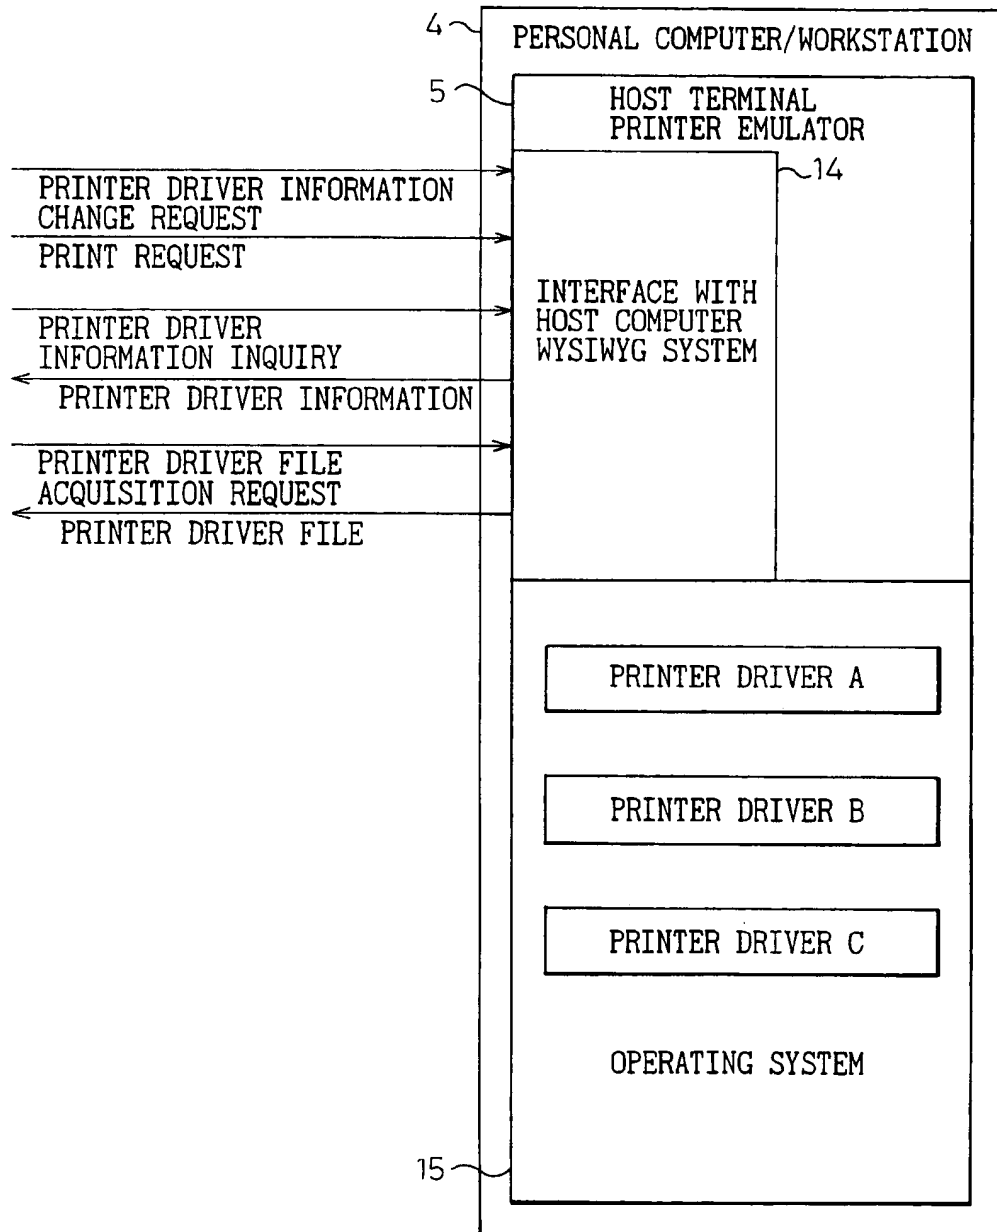 4
PERSONAL COMPUTER/WORKSTATION
5
HOST TERMINAL
PRINTER EMULATOR
14
PRINTER DRIVER INFORMATION
CHANGE REQUEST
PRINT REQUEST
INTERFACE WITH
HOST COMPUTER
WYSIWYG SYSTEM
PRINTER DRIVER
INFORMATION INQUIRY
PRINTER DRIVER INFORMATION
PRINTER DRIVER FILE
ACQUISITION REQUEST
PRINTER DRIVER FILE
PRINTER DRIVER A
PRINTER DRIVER B
PRINTER DRIVER C
OPERATING SYSTEM
15